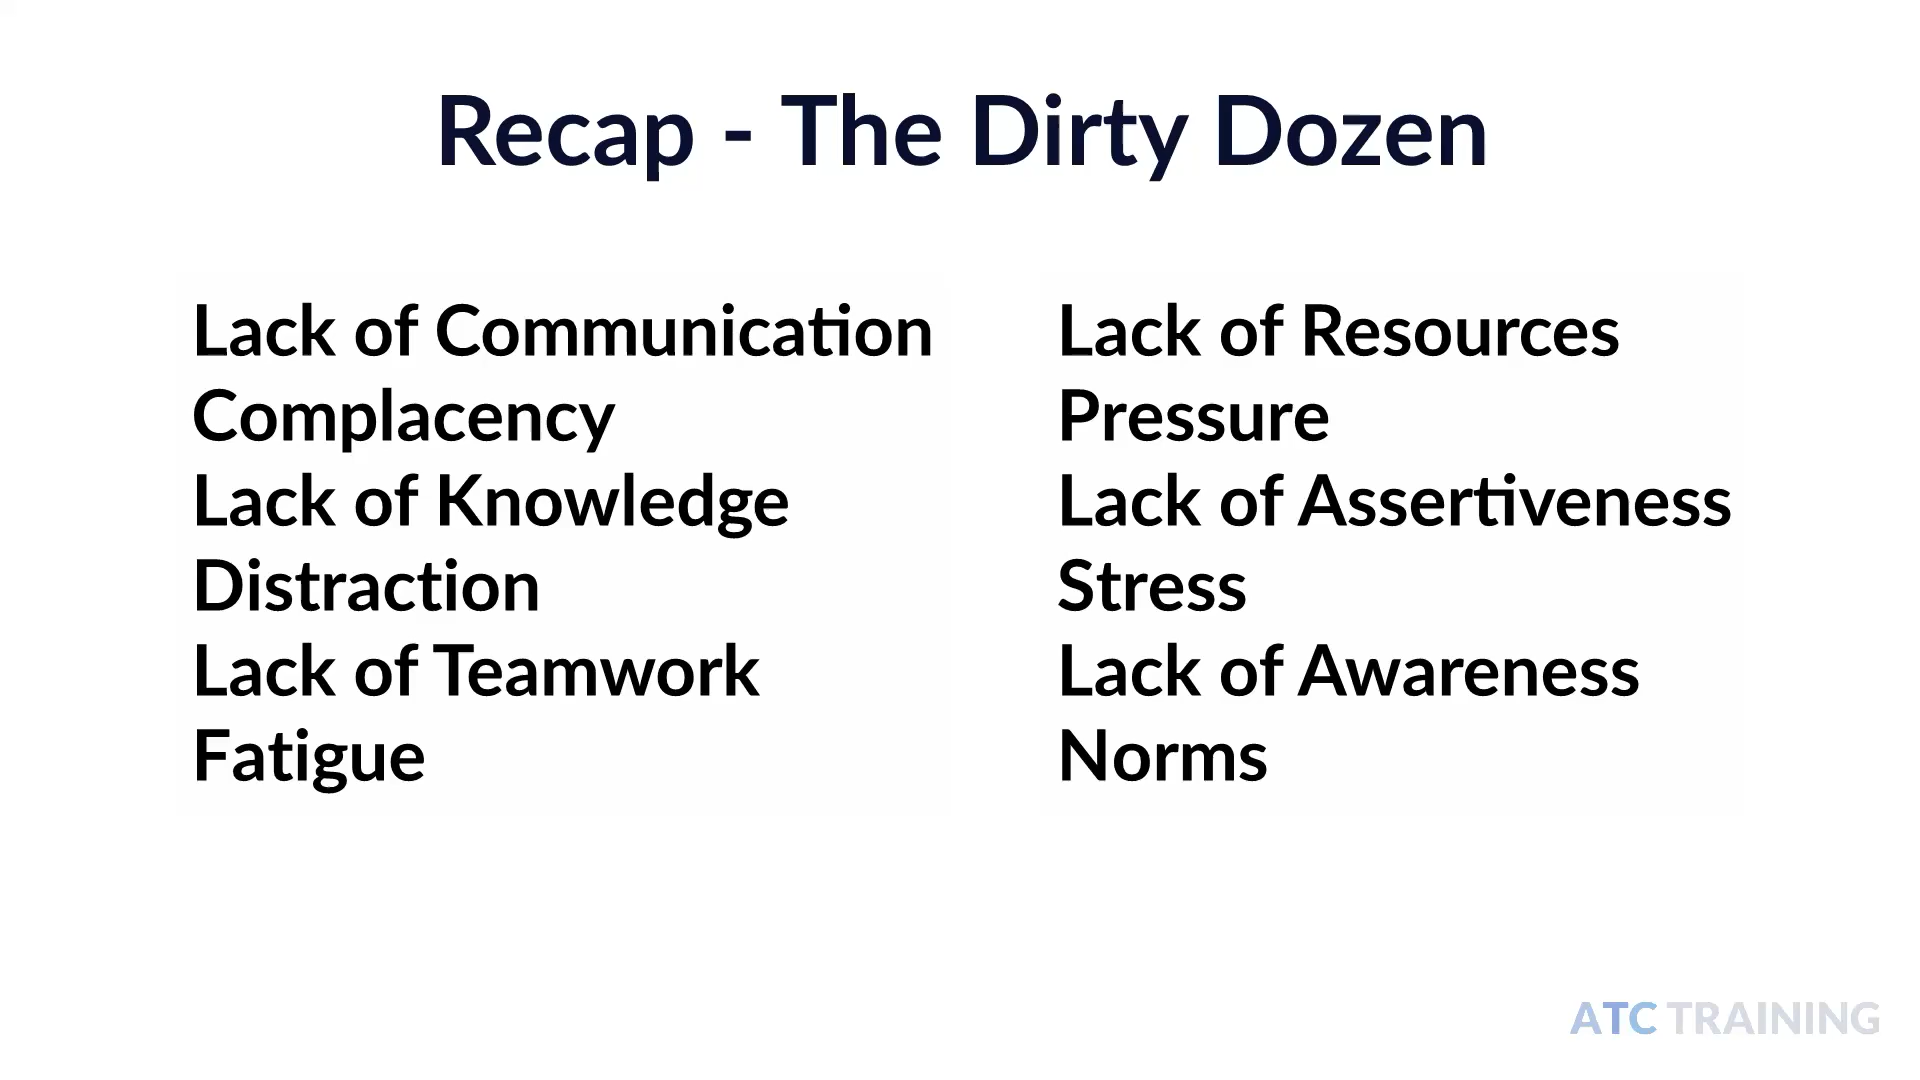 Recap - The Dirty Dozen
Lack of Communication
Complacency
Lack of Knowledge
Distraction
Lack of Teamwork
Fatigue
Lack of Resources
Pressure
Lack of Assertiveness
Stress
Lack of Awareness
Norms
ATC TRAINING